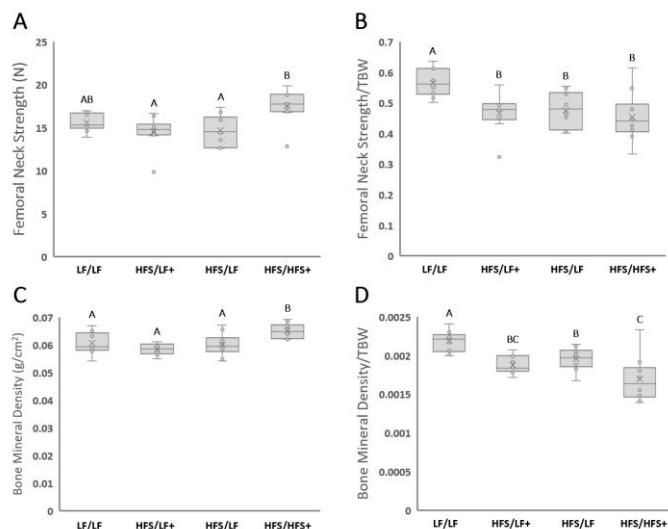 A
Femoral Neck Strength (N)
25
20
15
10
5
0
AB
A
A
B
LF/LF
HFS/LF+
HFS/LF
HFS/HFS+
B
Femoral Neck Strength/TBW
0.7
0.6
0.5
0.4
0.3
0.2
0.1
0
A
B
B
B
LF/LF
HFS/LF+
HFS/LF
HFS/HFS+
C
Bone Mineral Density (g/cm²)
0.07
0.06
0.05
0.04
0.03
0.02
0.01
0
A
A
A
B
LF/LF
HFS/LF+
HFS/LF
HFS/HFS+
D
Bone Mineral Density/TBW
0.0025
0.002
0.0015
0.001
0.0005
0
A
BC
B
C
LF/LF
HFS/LF+
HFS/LF
HFS/HFS+